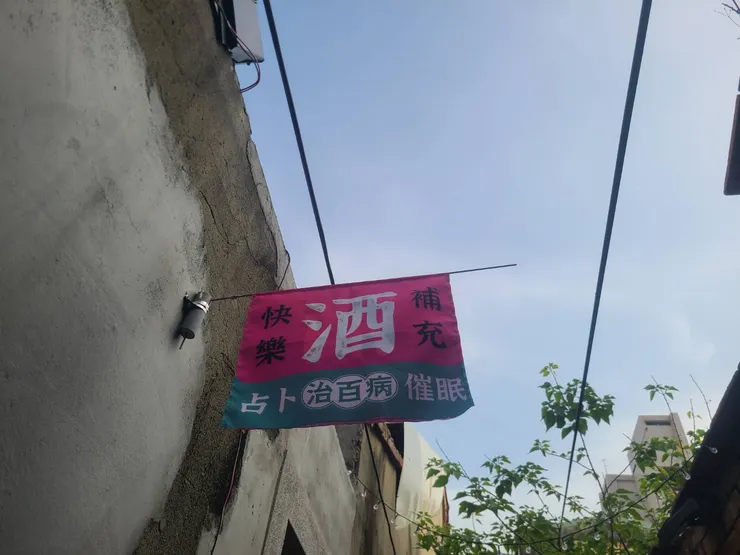 補充 酒 快樂
占卜 治百病 催眠